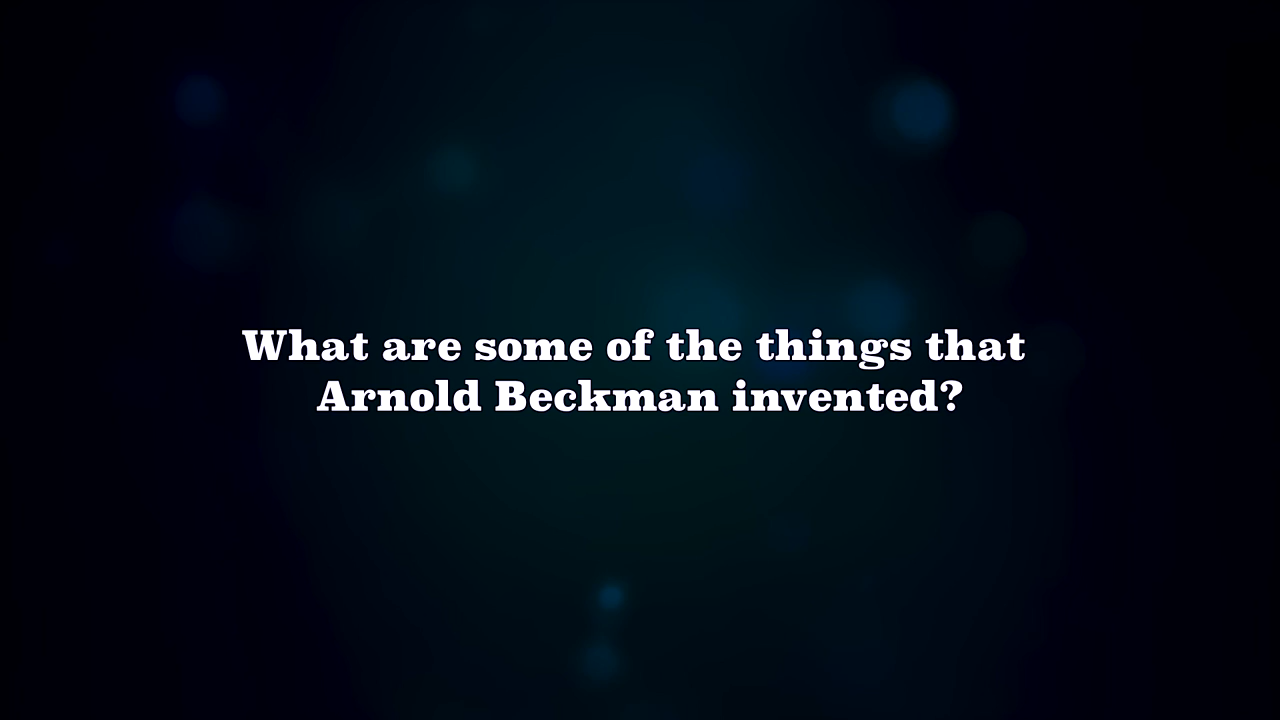 What are some of the things that
Arnold Beckman invented?